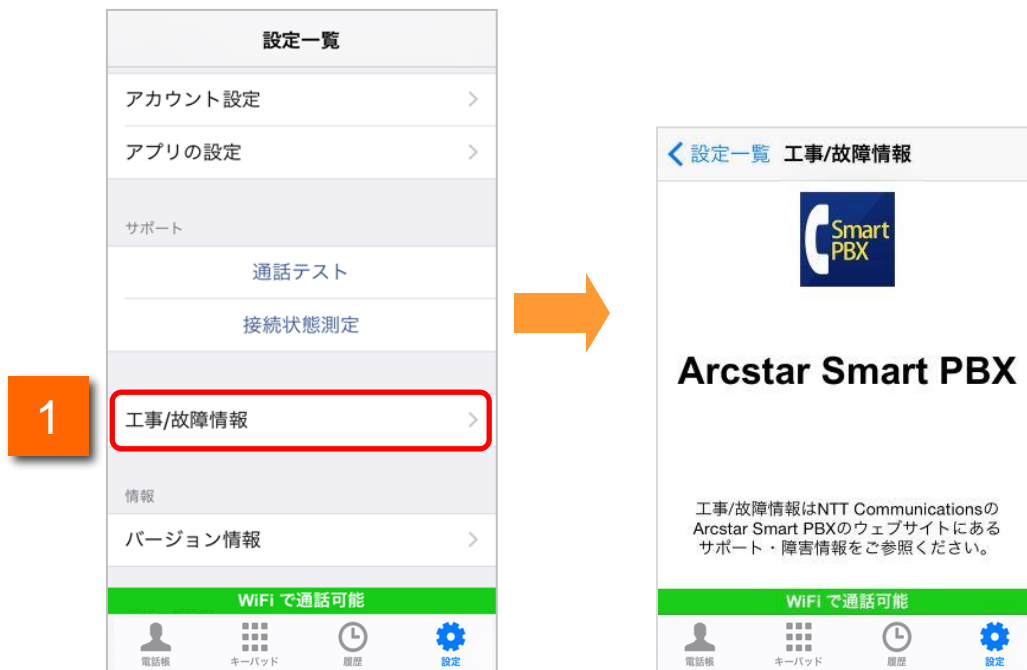 設定一覧
アカウント設定
アプリの設定
サポート
通話テスト
接続状態測定
1
工事/故障情報
情報
バージョン情報
WiFi で通話可能
電話帳
キーパッド
履歴
設定
設定一覧 工事/故障情報
Smart
PBX
Arcstar Smart PBX
工事/故障情報はNTT Communicationsの
Arcstar Smart PBXのウェブサイトにある
サポート・障害情報をご参照ください。
WiFi で通話可能
電話帳
キーパッド
履歴
設定